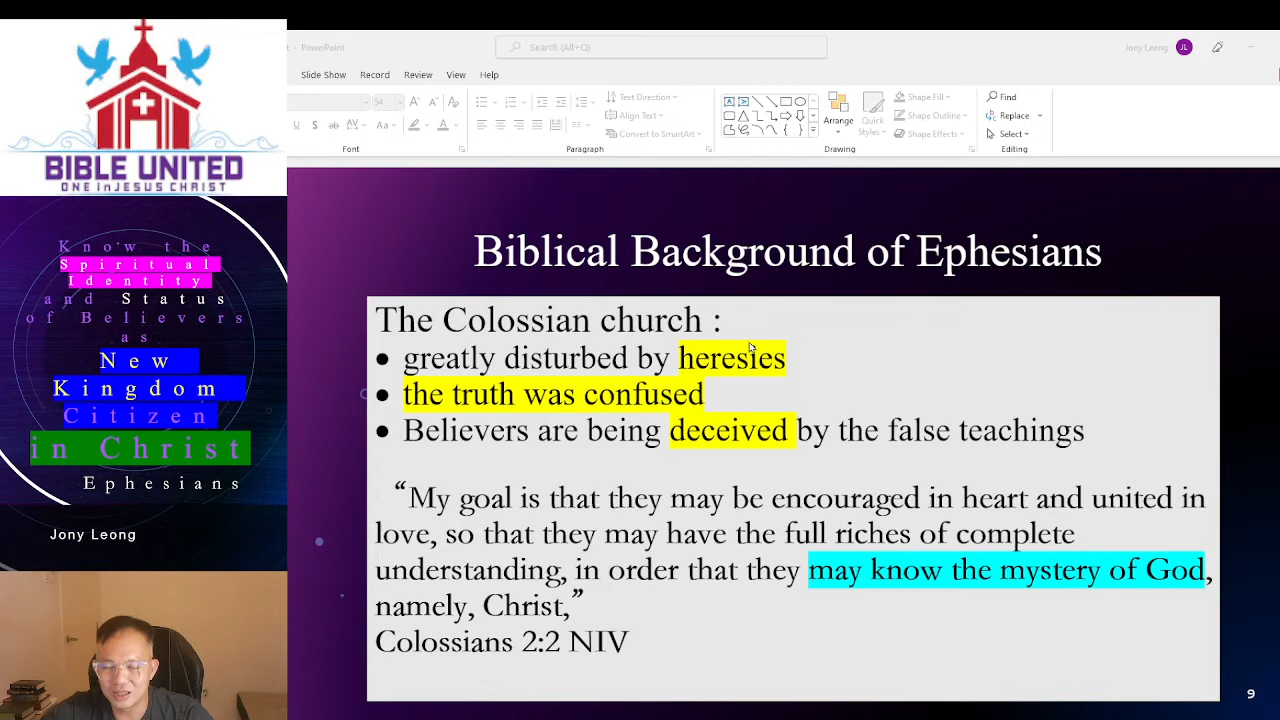 BIBLE UNITED
ONE inJESUS CHRIST
Know the
Spiritual
Identity
and Status
of Believers
as
New
Kingdom
Citizen
in Christ
Ephesians
Jony Leong
PowerPoint
Search (Alt+Q)
Jony Leong JL
Slide Show Record Review View Help
54
Text Direction
Align Text
Convert to SmartArt
Arrange
Quick
Styles
Shape Fill
Shape Outline
Shape Effects
Find
Replace
Select
Font Paragraph Drawing Editing
Biblical Background of Ephesians
The Colossian church :
• greatly disturbed by heresies
• the truth was confused
• Believers are being deceived by the false teachings
“My goal is that they may be encouraged in heart and united in
love, so that they may have the full riches of complete
understanding, in order that they may know the mystery of God,
namely, Christ,”
Colossians 2:2 NIV
9